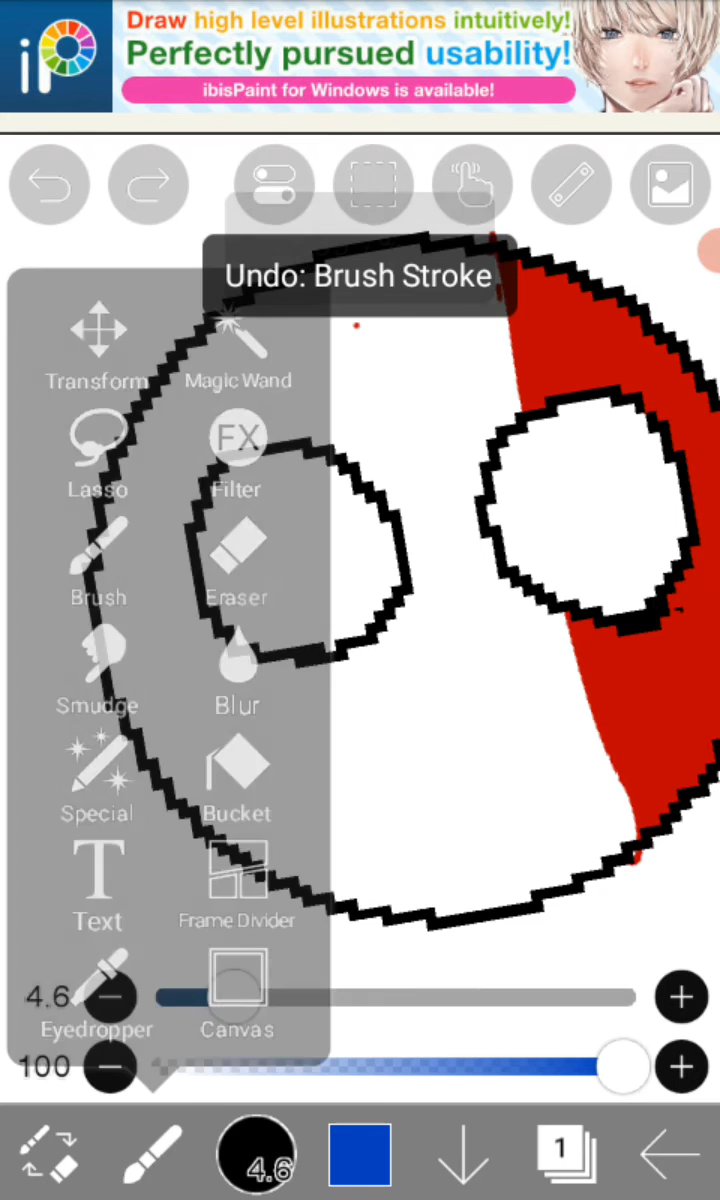 iP
Draw high level illustrations intuitively!
Perfectly pursued usability!
ibisPaint for Windows is available!
Undo: Brush Stroke
Transform
Magic Wand
FX
Lasso
Filter
Brush
Eraser
Smudge
Blur
Special
Bucket
T
Text
Frame Divider
4.6
Eyedropper
Canvas
100
4.6
1